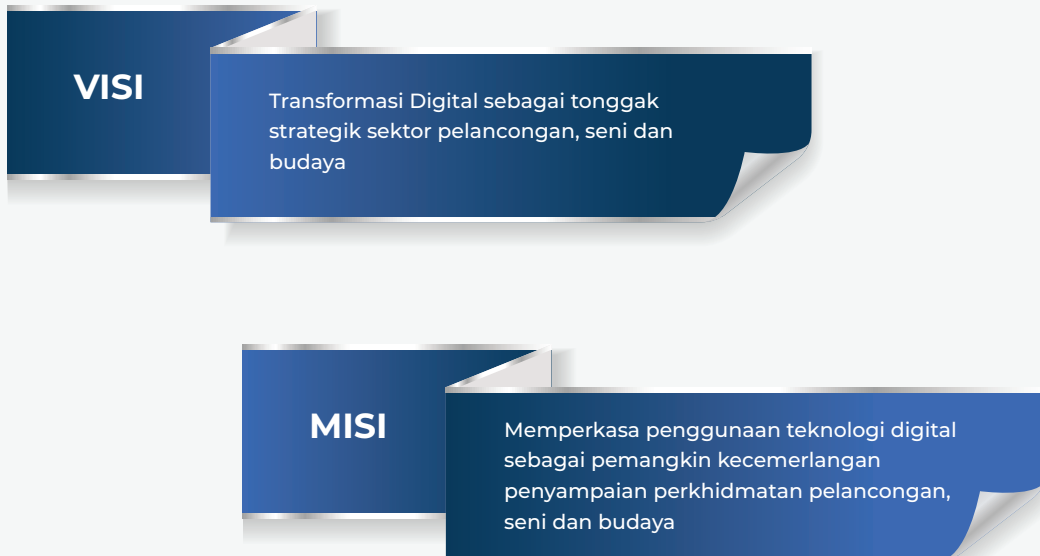 VISI
Transformasi Digital sebagai tonggak
strategik sektor pelancongan, seni dan
budaya
MISI
Memperkasa penggunaan teknologi digital
sebagai pemangkin kecemerlangan
penyampaian perkhidmatan pelancongan,
seni dan budaya